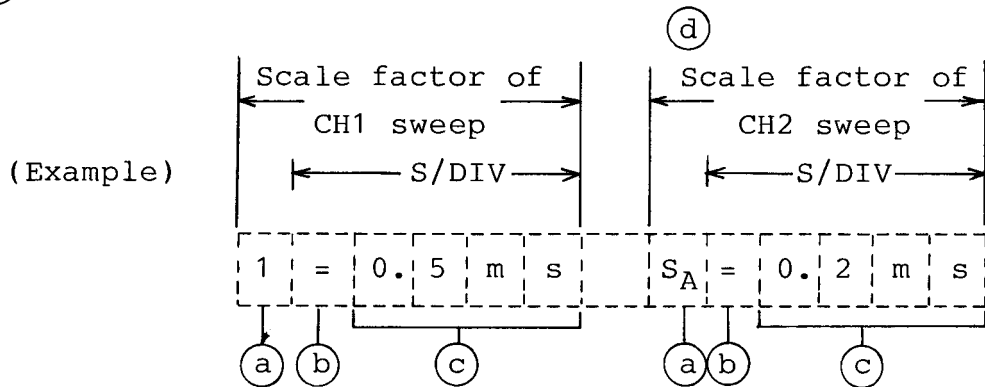 d
Scale factor of Scale factor of
CH1 sweep CH2 sweep
(Example) S/DIV S/DIV
1 = 0. 5 m s SA = 0. 2 m s
a b c a b c